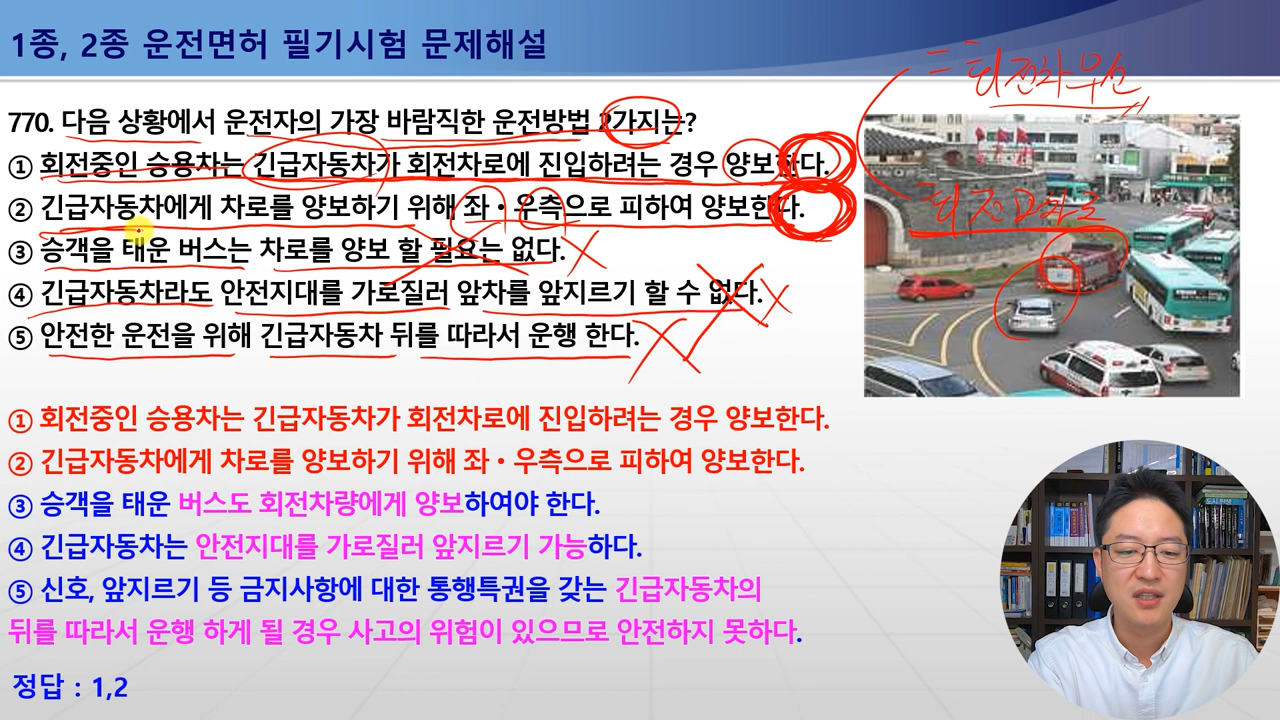 1종, 2종 운전면허 필기시험 문제해설
= 회전차 우선
770. 다음 상황에서 운전자의 가장 바람직한 운전방법 2가지는?
① 회전중인 승용차는 긴급자동차가 회전차로에 진입하려는 경우 양보한다.
② 긴급자동차에게 차로를 양보하기 위해 좌·우측으로 피하여 양보한다.
회전교차로
③ 승객을 태운 버스는 차로를 양보 할 필요는 없다.
④ 긴급자동차라도 안전지대를 가로질러 앞차를 앞지르기 할 수 없다.
⑤ 안전한 운전을 위해 긴급자동차 뒤를 따라서 운행 한다.
① 회전중인 승용차는 긴급자동차가 회전차로에 진입하려는 경우 양보한다.
② 긴급자동차에게 차로를 양보하기 위해 좌·우측으로 피하여 양보한다.
③ 승객을 태운 버스도 회전차량에게 양보하여야 한다.
④ 긴급자동차는 안전지대를 가로질러 앞지르기 가능하다.
⑤ 신호, 앞지르기 등 금지사항에 대한 통행특권을 갖는 긴급자동차의
뒤를 따라서 운행 하게 될 경우 사고의 위험이 있으므로 안전하지 못하다.
정답 : 1,2